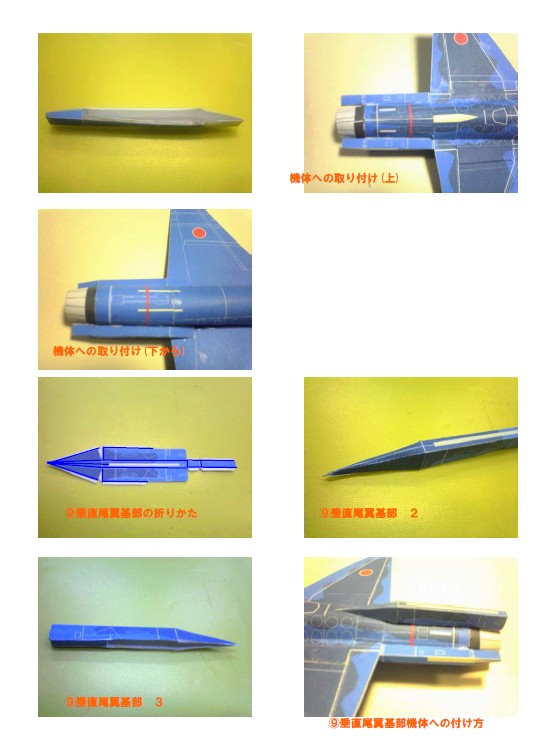 機体への取り付け(上)
機体への取り付け(下から)
⑨垂直尾翼基部の折りかた
⑨垂直尾翼基部 2
⑨垂直尾翼基部 3
⑨垂直尾翼基部機体への付け方